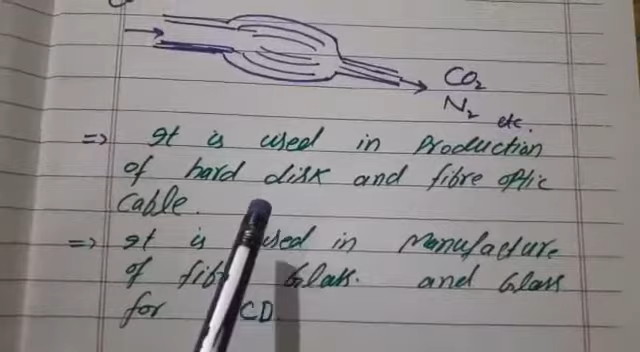 CO2
N2 etc.
=> It is used in Production
of hard disk and fibre optic
Cable.
=> It is used in Manufacture
of Glass. and Glass
for CD.